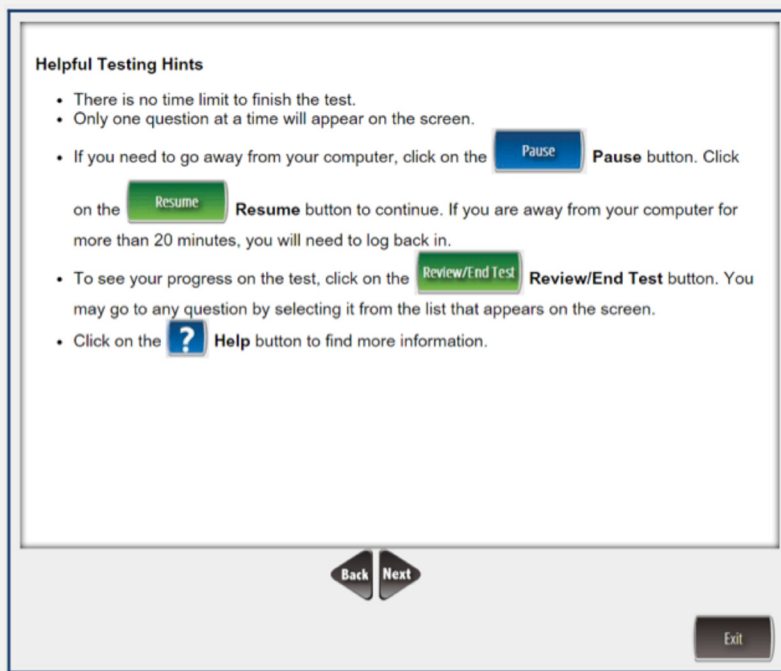 Helpful Testing Hints
• There is no time limit to finish the test.
• Only one question at a time will appear on the screen.
• If you need to go away from your computer, click on the Pause Pause button. Click
on the Resume Resume button to continue. If you are away from your computer for
more than 20 minutes, you will need to log back in.
• To see your progress on the test, click on the Review/End Test Review/End Test button. You
may go to any question by selecting it from the list that appears on the screen.
• Click on the ? Help button to find more information.
Back Next
Exit